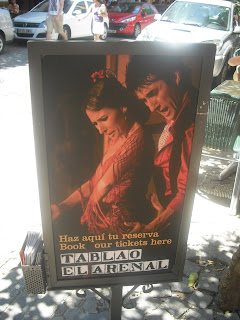 Haz aquí tu reserva
Book our tickets here
TABLAO
EL ARENAL